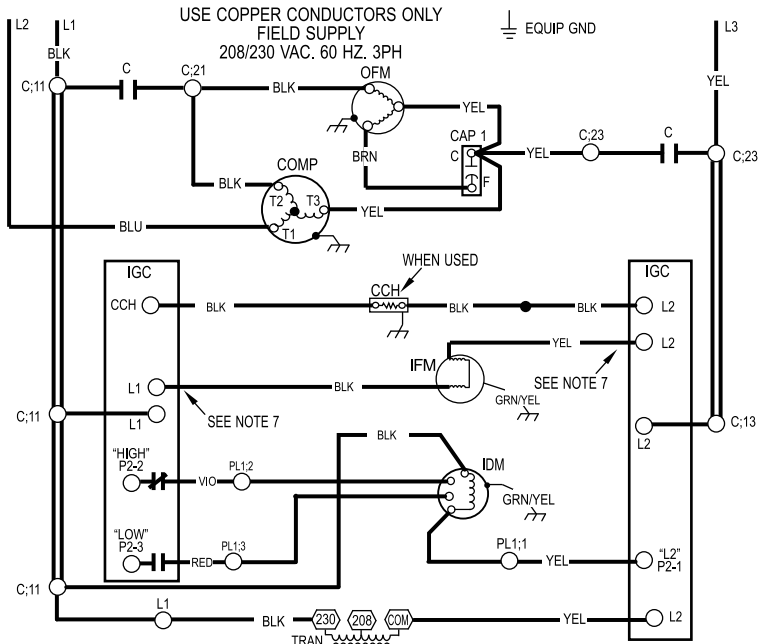 USE COPPER CONDUCTORS ONLY
FIELD SUPPLY
208/230 VAC. 60 HZ. 3PH
L2
L1
EQUIP GND
L3
BLK
C
C;21
OFM
C;11
BLK
YEL
YEL
CAP 1
C;23
C
BRN
C
YEL
C;23
COMP
F
BLK
T2
T3
YEL
T1
BLU
WHEN USED
IGC
IGC
CCH
CCH
BLK
BLK
BLK
L2
YEL
L2
IFM
SEE NOTE 7
L1
BLK
GRN/YEL
C;11
L1
SEE NOTE 7
C;13
L2
BLK
"HIGH"
P2-2
PL1;2
IDM
VIO
GRN/YEL
"LOW"
P2-3
PL1;3
PL1;1
"L2"
P2-1
RED
YEL
C;11
L1
BLK
230
208
COM
YEL
L2
TRAN